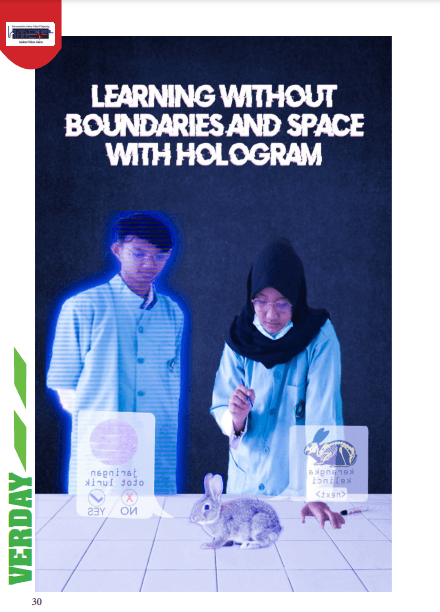 LEARNING WITHOUT
BOUNDARIES AND SPACE
WITH HOLOGRAM
jaringan
otot lurik
YES
NO
kerangka
kelinci
<next>
VERDAY
30